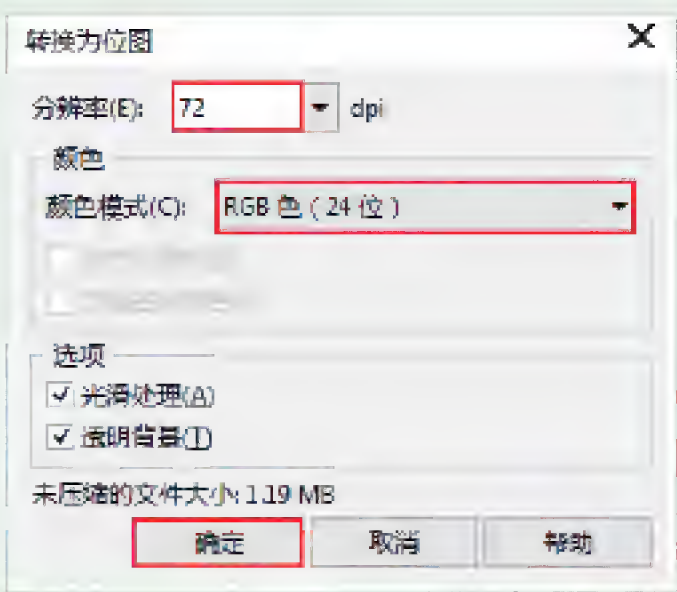 转换为位图
分辨率(E): 72 dpi
颜色
颜色模式(C): RGB 色 ( 24 位 )
选项
光滑处理(A)
透明背景(T)
未压缩的文件大小: 1.19 MB
确定 取消 帮助